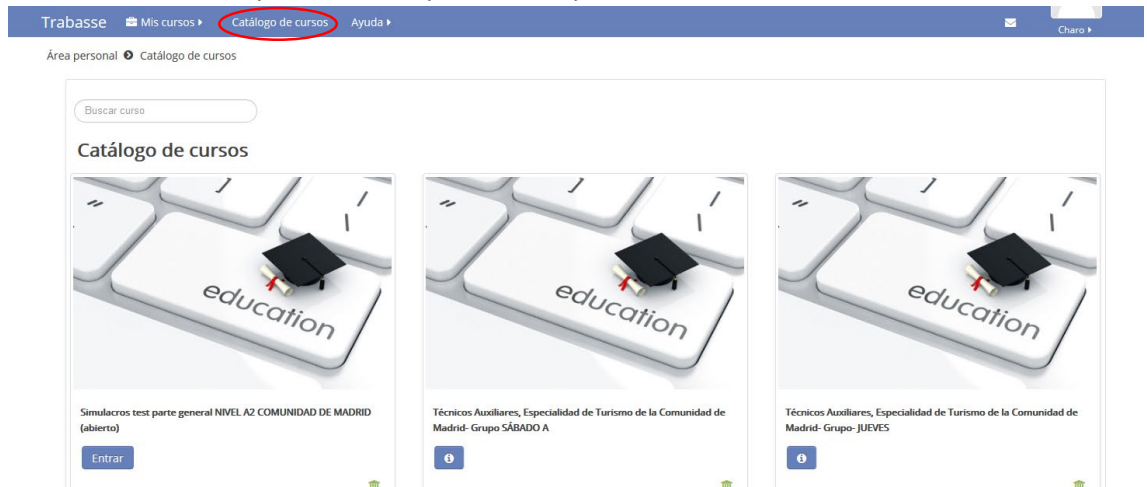 Trabasse Mis cursos Catálogo de cursos Ayuda
Charo
Área personal Catálogo de cursos
Buscar curso
Catálogo de cursos
education
education
education
Simulacros test parte general NIVEL A2 COMUNIDAD DE MADRID
(abierto)
Entrar
Técnicos Auxiliares, Especialidad de Turismo de la Comunidad de
Madrid- Grupo SÁBADO A
Técnicos Auxiliares, Especialidad de Turismo de la Comunidad de
Madrid- Grupo- JUEVES